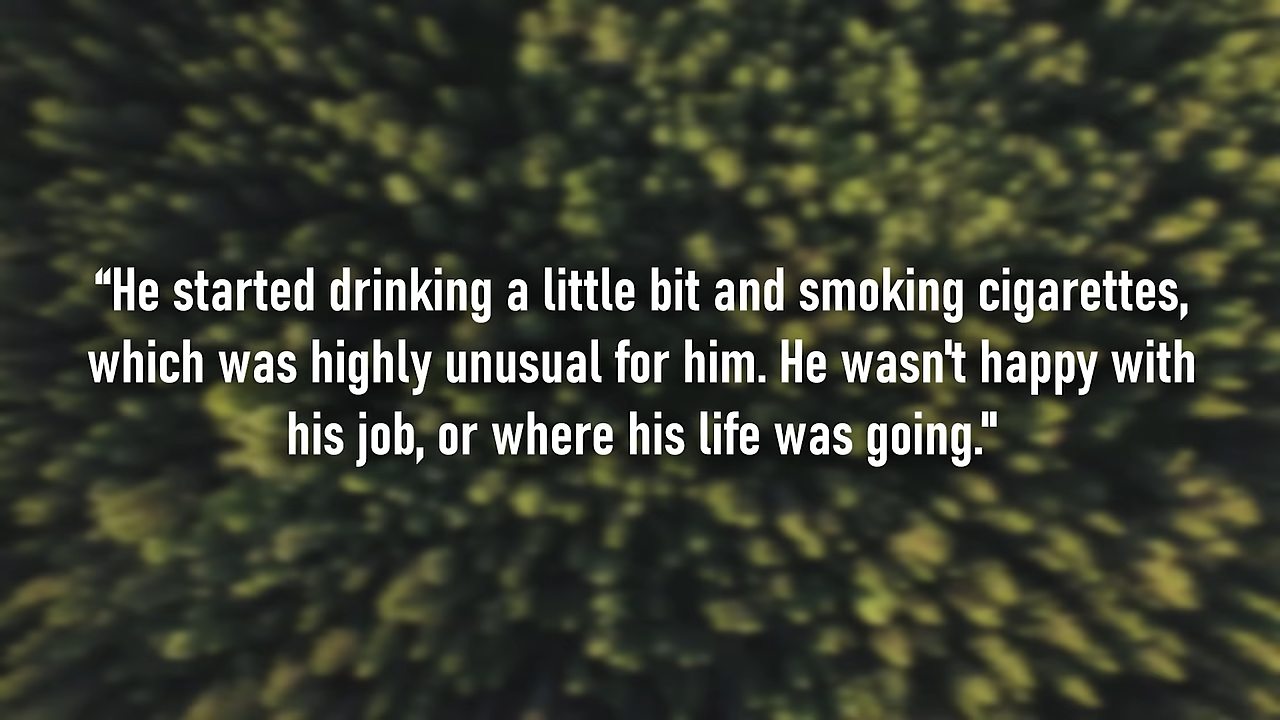 “He started drinking a little bit and smoking cigarettes,
which was highly unusual for him. He wasn't happy with
his job, or where his life was going."